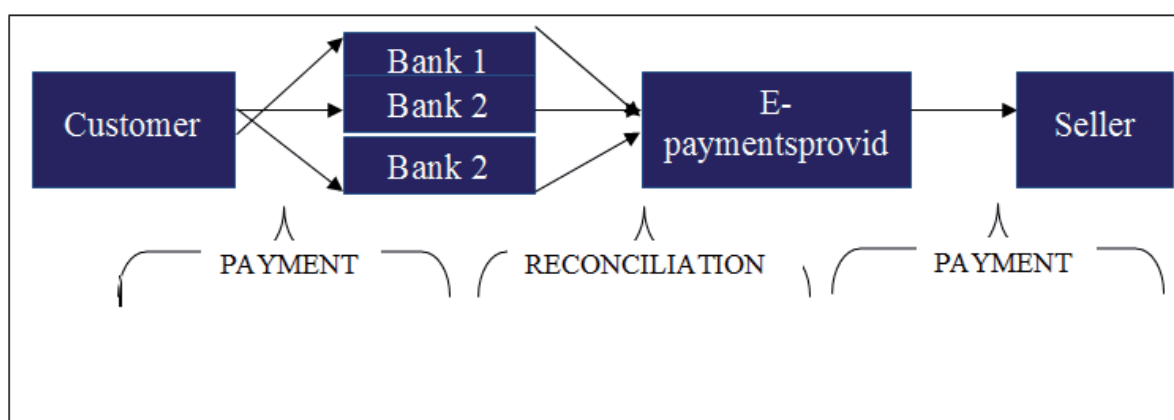 Customer
Bank 1
Bank 2
Bank 2
E-
paymentsprovid
Seller
PAYMENT
RECONCILIATION
PAYMENT